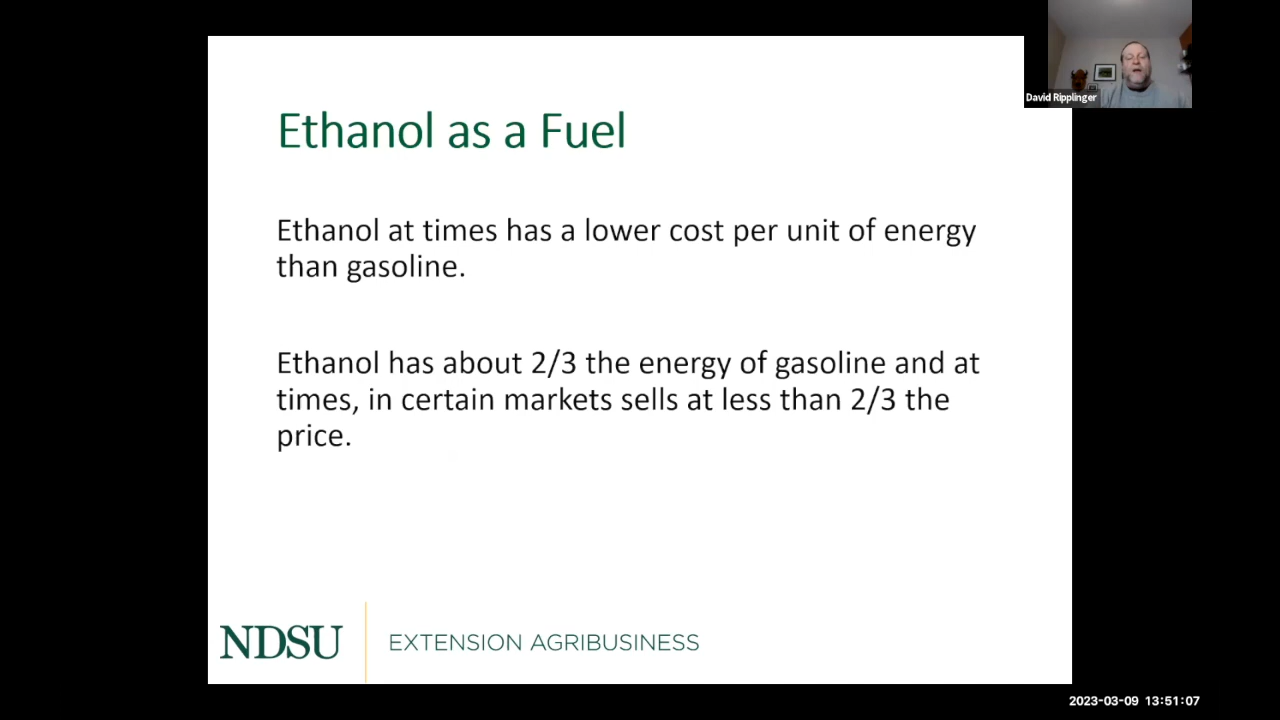 David Ripplinger
Ethanol as a Fuel
Ethanol at times has a lower cost per unit of energy
than gasoline.
Ethanol has about 2/3 the energy of gasoline and at
times, in certain markets sells at less than 2/3 the
price.
NDSU
EXTENSION AGRIBUSINESS
2023-03-09 13:51:07